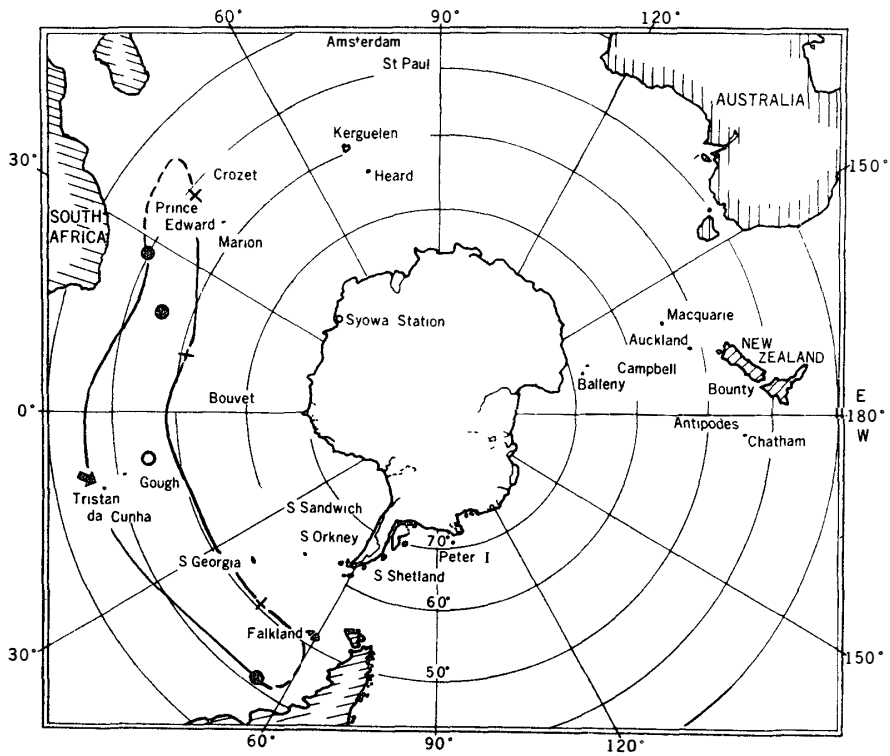 60°
90°
120°
Amsterdam
St Paul
AUSTRALIA
Kerguelen
30°
Crozet
Heard
150°
SOUTH
AFRICA
Prince
Edward
Marion
Macquarie
Syowa Station
Auckland
NEW
ZEALAND
Campbell
Balleny
Bounty
Bouvet
0°
E
180°
W
Antipodes
Chatham
Gough
Tristan
da Cunha
S Sandwich
S Orkney
S Georgia
70°
Peter I
S Shetland
60°
Falkland
30°
50°
150°
60°
90°
120°